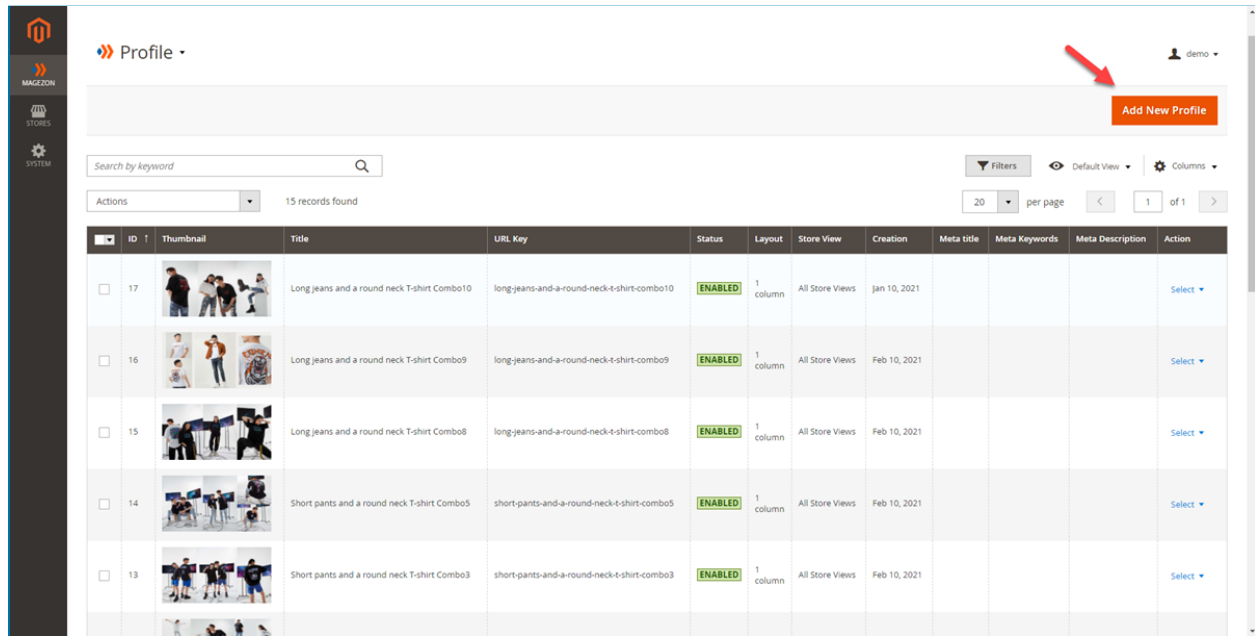 Profile
demo
MAGEZON
STORES
SYSTEM
Add New Profile
Search by keyword
Filters Default View Columns
Actions 15 records found 20 per page 1 of 1
ID ↑ Thumbnail Title URL Key Status Layout Store View Creation Meta title Meta Keywords Meta Description Action
17 Long jeans and a round neck T-shirt Combo10 long-jeans-and-a-round-neck-t-shirt-combo10 ENABLED 1 column All Store Views Jan 10, 2021 Select
16 Long jeans and a round neck T-shirt Combo9 long-jeans-and-a-round-neck-t-shirt-combo9 ENABLED 1 column All Store Views Feb 10, 2021 Select
15 Long jeans and a round neck T-shirt Combo8 long-jeans-and-a-round-neck-t-shirt-combo8 ENABLED 1 column All Store Views Feb 10, 2021 Select
14 Short pants and a round neck T-shirt Combo5 short-pants-and-a-round-neck-t-shirt-combo5 ENABLED 1 column All Store Views Feb 10, 2021 Select
13 Short pants and a round neck T-shirt Combo3 short-pants-and-a-round-neck-t-shirt-combo3 ENABLED 1 column All Store Views Feb 10, 2021 Select